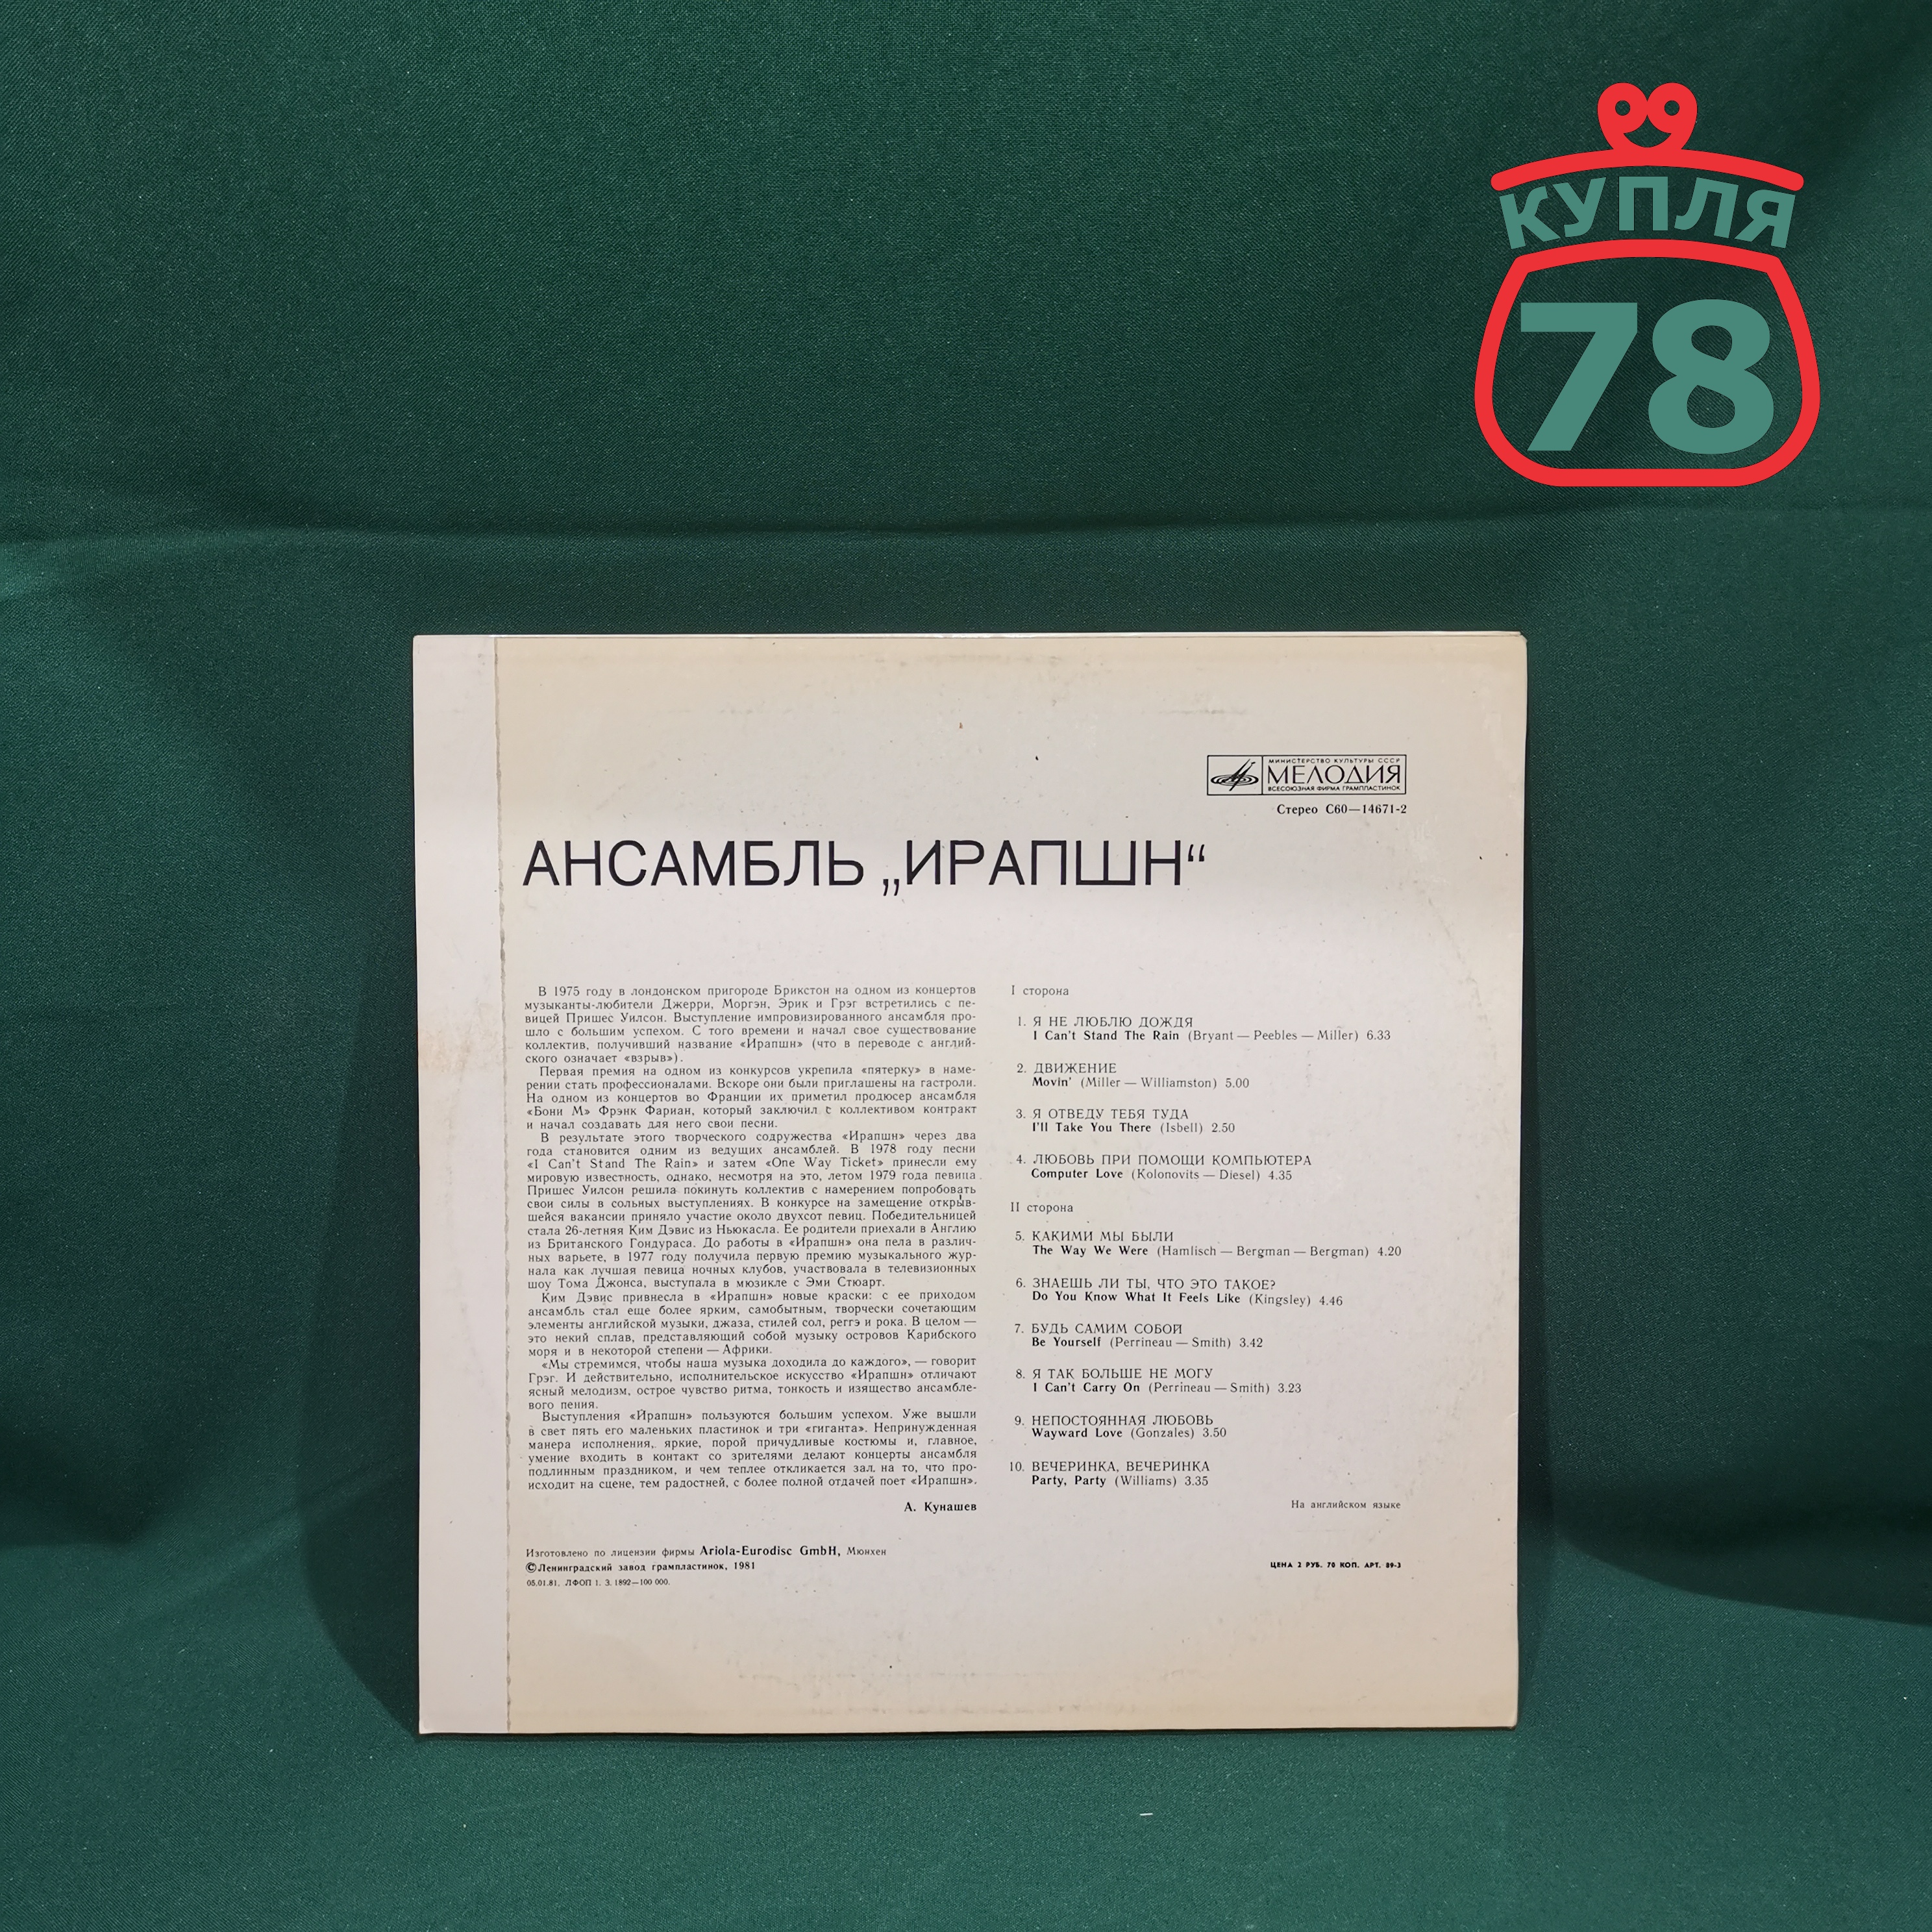 КУПЛЯ
78
МИНИСТЕРСТВО КУЛЬТУРЫ СССР
МЕЛОДИЯ
ВСЕСОЮЗНАЯ ФИРМА ГРАМПЛАСТИНОК
Стерео С60—14671-2
АНСАМБЛЬ „ИРАПШН“
В 1975 году в лондонском пригороде Брикстон на одном из концертов
музыканты-любители Джерри, Моргэн, Эрик и Грэг встретились с пе-
вицей Пришес Уилсон. Выступление импровизированного ансамбля про-
шло с большим успехом. С того времени и начал свое существование
коллектив, получивший название «Ирапшн» (что в переводе с англий-
ского означает «взрыв»).
Первая премия на одном из конкурсов укрепила «пятерку» в наме-
рении стать профессионалами. Вскоре они были приглашены на гастроли.
На одном из концертов во Франции их приметил продюсер ансамбля
«Бони М» Фрэнк Фариан, который заключил с коллективом контракт
и начал создавать для него свои песни.
В результате этого творческого содружества «Ирапшн» через два
года становится одним из ведущих ансамблей. В 1978 году песни
«I Can't Stand The Rain» и затем «One Way Ticket» принесли ему
мировую известность, однако, несмотря на это, летом 1979 года певица
Пришес Уилсон решила покинуть коллектив с намерением попробовать
свои силы в сольных выступлениях. В конкурсе на замещение открыв-
шейся вакансии приняло участие около двухсот певиц. Победительницей
стала 26-летняя Ким Дэвис из Ньюкасла. Ее родители приехали в Англию
из Британского Гондураса. До работы в «Ирапшн» она пела в различ-
ных варьете, в 1977 году получила первую премию музыкального жур-
нала как лучшая певица ночных клубов, участвовала в телевизионных
шоу Тома Джонса, выступала в мюзикле с Эми Стюарт.
Ким Дэвис привнесла в «Ирапшн» новые краски: с ее приходом
ансамбль стал еще более ярким, самобытным, творчески сочетающим
элементы английской музыки, джаза, стилей сол, реггэ и рока. В целом —
это некий сплав, представляющий собой музыку островов Карибского
моря и в некоторой степени — Африки.
«Мы стремимся, чтобы наша музыка доходила до каждого», — говорит
Грэг. И действительно, исполнительское искусство «Ирапшн» отличают
ясный мелодизм, острое чувство ритма, тонкость и изящество ансамбле-
вого пения.
Выступления «Ирапшн» пользуются большим успехом. Уже вышли
в свет пять его маленьких пластинок и три «гиганта». Непринужденная
манера исполнения, яркие, порой причудливые костюмы и, главное,
умение входить в контакт со зрителями делают концерты ансамбля
подлинным праздником, и чем теплее откликается зал на то, что про-
исходит на сцене, тем радостней, с более полной отдачей поет «Ирапшн».
А. Кунашев
I сторона
1. Я НЕ ЛЮБЛЮ ДОЖДЯ
I Can't Stand The Rain (Bryant — Peebles — Miller) 6.33
2. ДВИЖЕНИЕ
Movin' (Miller — Williamston) 5.00
3. Я ОТВЕДУ ТЕБЯ ТУДА
I'll Take You There (Isbell) 2.50
4. ЛЮБОВЬ ПРИ ПОМОЩИ КОМПЬЮТЕРА
Computer Love (Kolonovits — Diesel) 4.35
II сторона
5. КАКИМИ МЫ БЫЛИ
The Way We Were (Hamlisch — Bergman — Bergman) 4.20
6. ЗНАЕШЬ ЛИ ТЫ, ЧТО ЭТО ТАКОЕ?
Do You Know What It Feels Like (Kingsley) 4.46
7. БУДЬ САМИМ СОБОЙ
Be Yourself (Perrineau — Smith) 3.42
8. Я ТАК БОЛЬШЕ НЕ МОГУ
I Can't Carry On (Perrineau — Smith) 3.23
9. НЕПОСТОЯННАЯ ЛЮБОВЬ
Wayward Love (Gonzales) 3.50
10. ВЕЧЕРИНКА, ВЕЧЕРИНКА
Party, Party (Williams) 3.35
На английском языке
Изготовлено по лицензии фирмы Ariola-Eurodisc GmbH, Мюнхен
©Ленинградский завод грампластинок, 1981
05.01.81. ЛФОП 1. З. 1892—100 000.
ЦЕНА 2 РУБ. 70 КОП. АРТ. 89-3